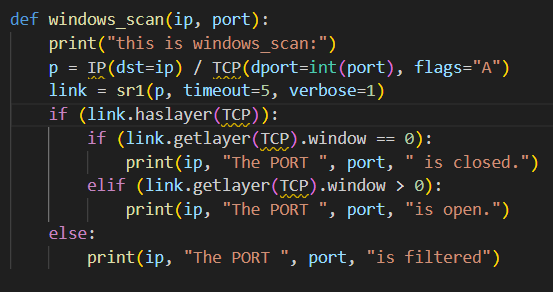 def windows_scan(ip, port):
    print("this is windows_scan:")
    p = IP(dst=ip) / TCP(dport=int(port), flags="A")
    link = sr1(p, timeout=5, verbose=1)
    if (link.haslayer(TCP)):
        if (link.getlayer(TCP).window == 0):
            print(ip, "The PORT ", port, " is closed.")
        elif (link.getlayer(TCP).window > 0):
            print(ip, "The PORT ", port, "is open.")
    else:
        print(ip, "The PORT ", port, "is filtered")